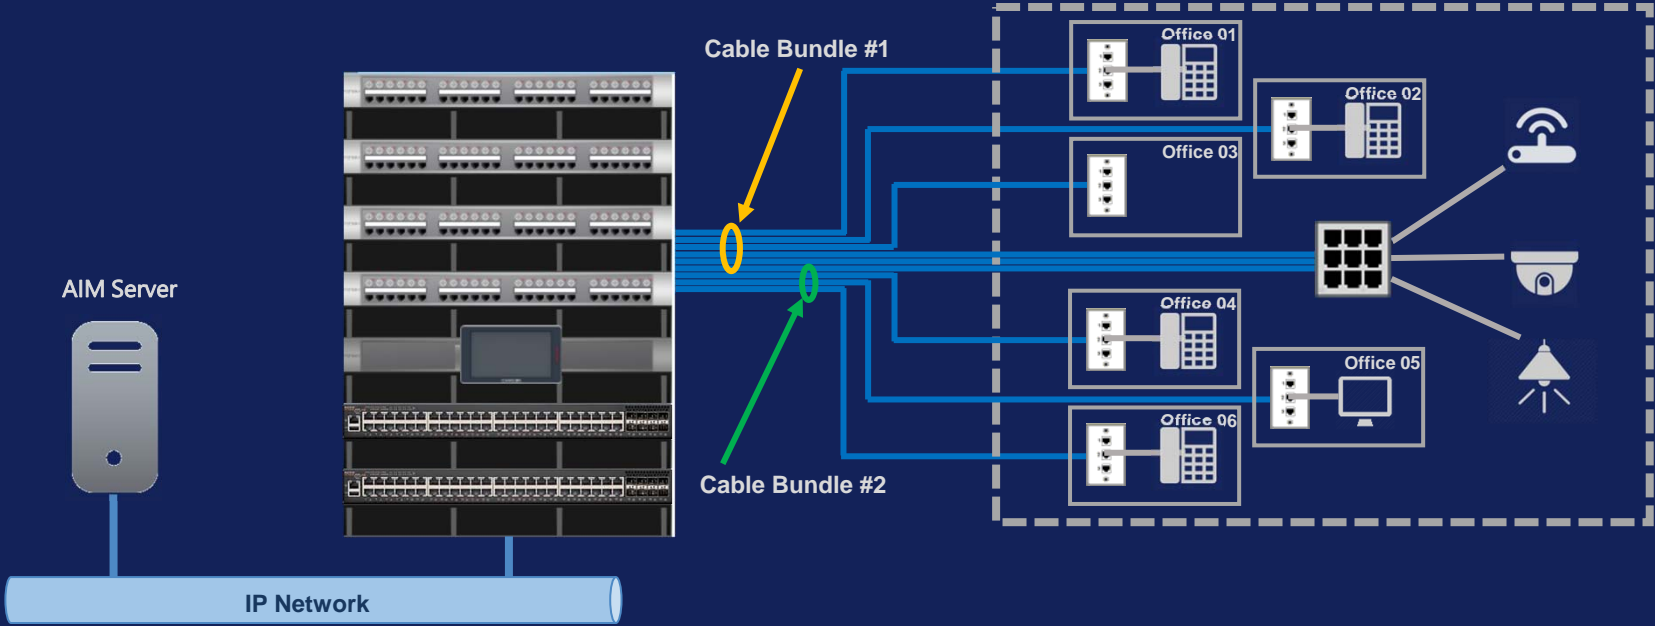 Cable Bundle #1
Office 01
Office 02
Office 03
AIM Server
Office 04
Office 05
Office 06
Cable Bundle #2
IP Network